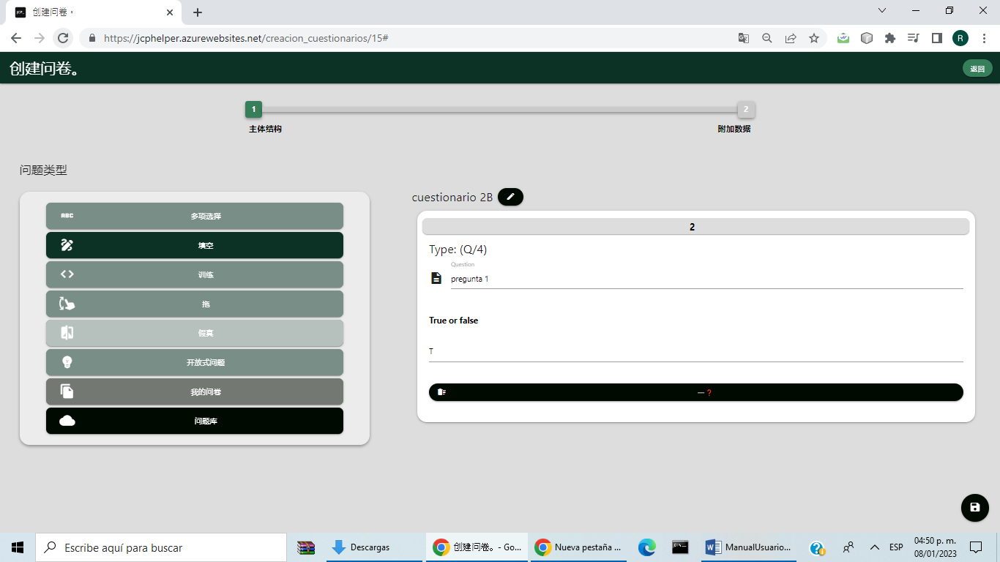 创建问卷。
https://jcphelper.azurewebsites.net/creacion_cuestionarios/15#
R
创建问卷。
返回
1
2
主体结构
附加数据
问题类型
ABC
多项选择
填空
训练
拖
假真
开放式问题
我的问卷
问题库
cuestionario 2B
2
Type: (Q/4)
Question
pregunta 1
True or false
T
— ?
Escribe aquí para buscar
Descargas
创建问卷。 - Go...
Nueva pestaña ...
ManualUsuario...
ESP
04:50 p. m.
08/01/2023